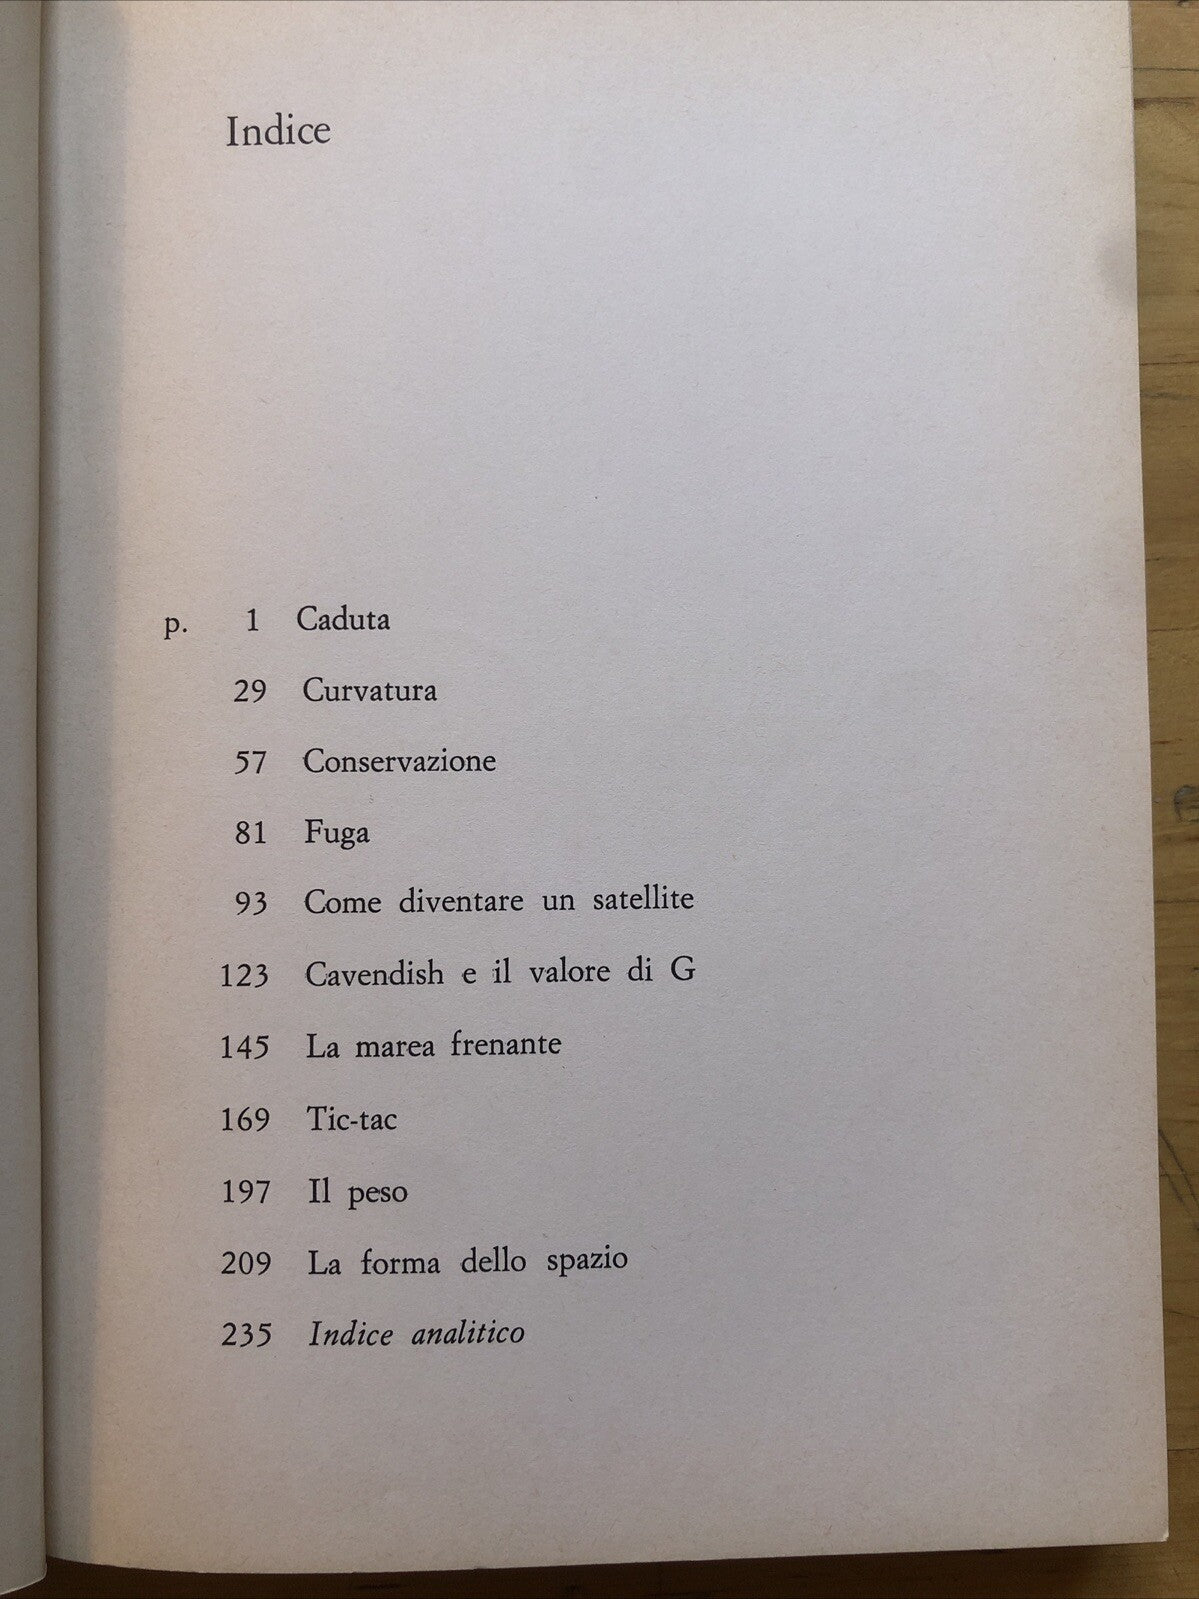 Indice
p. 1 Caduta
29 Curvatura
57 Conservazione
81 Fuga
93 Come diventare un satellite
123 Cavendish e il valore di G
145 La marea frenante
169 Tic-tac
197 Il peso
209 La forma dello spazio
235 Indice analitico